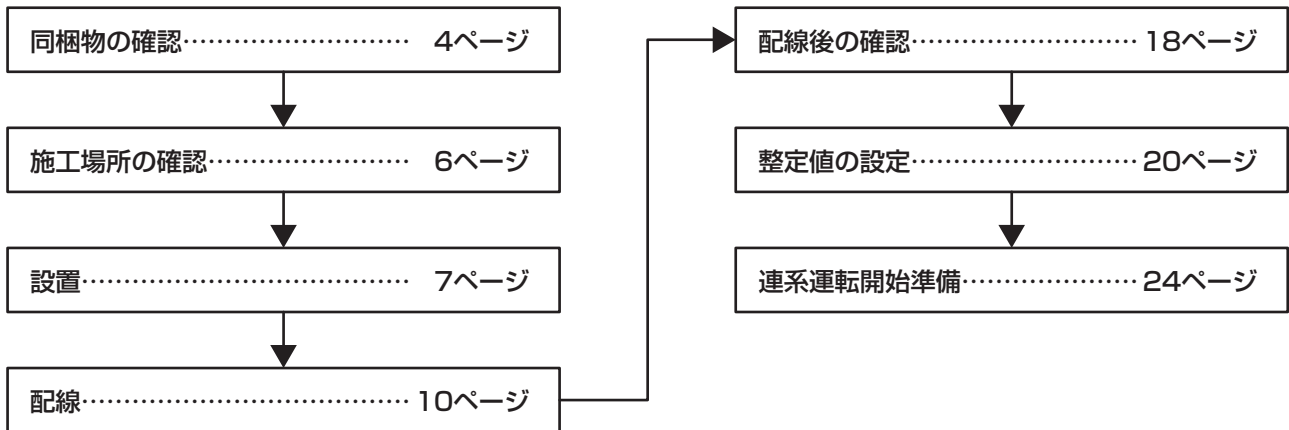 同梱物の確認………………………… 4ページ
施工場所の確認……………………… 6ページ
設置…………………………………… 7ページ
配線……………………………………10ページ
配線後の確認…………………………18ページ
整定値の設定…………………………20ページ
連系運転開始準備……………………24ページ